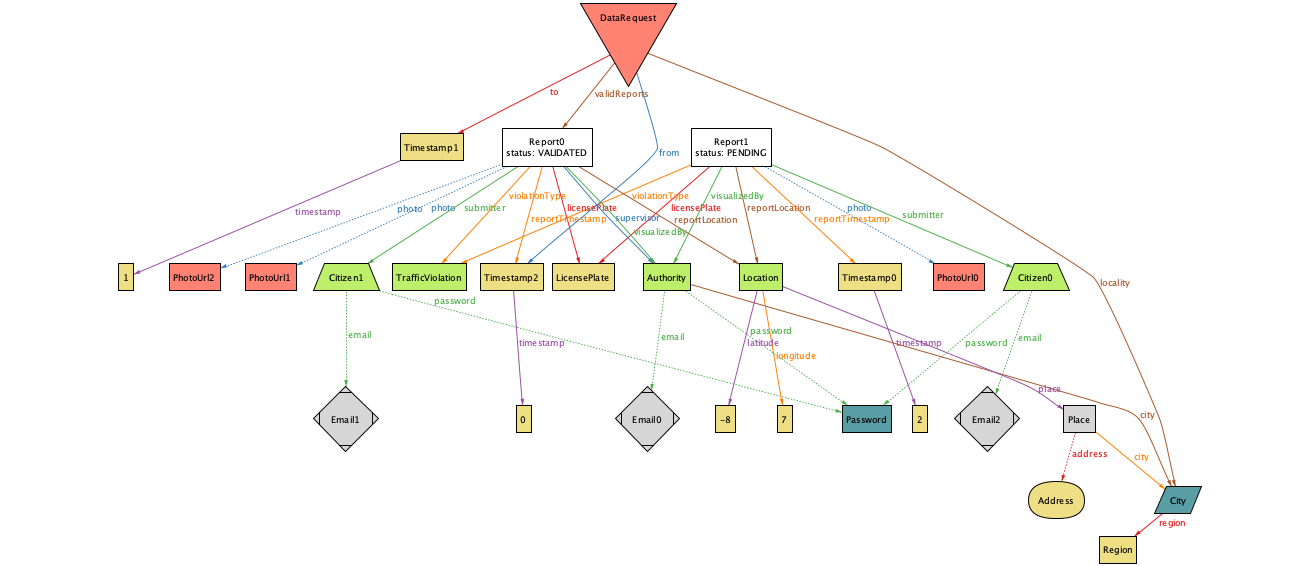 DataRequest
to
validReports
Timestamp1
Report0
status: VALIDATED
Report1
status: PENDING
from
violationType
violationType
visualizedBy
timestamp
photo
photo
submitter
licensePlate
licensePlate
reportLocation
photo
submitter
reportTimestamp
supervisor
reportLocation
reportTimestamp
visualizedBy
1
PhotoUrl2
PhotoUrl1
Citizen1
TrafficViolation
Timestamp2
LicensePlate
Authority
Location
Timestamp0
PhotoUrl0
Citizen0
locality
password
email
timestamp
email
password
latitude
longitude
timestamp
password
email
place
Email1
0
Email0
-8
7
Password
2
Email2
Place
city
address
city
Address
City
region
Region